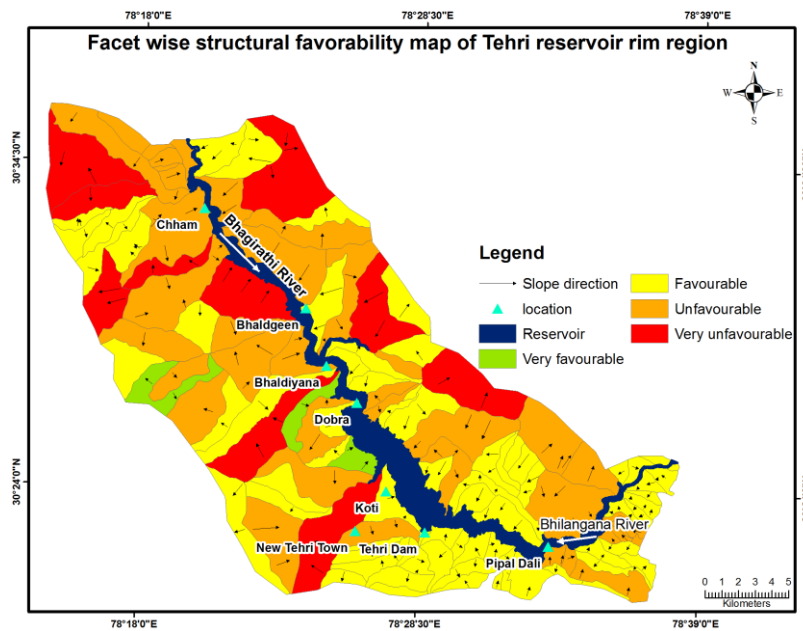 78°18'0"E 78°28'30"E 78°39'0"E
Facet wise structural favorability map of Tehri reservoir rim region
N
W E
S
30°34'30"N
Chham
Bhagirathi River
Legend
Slope direction
location
Reservoir
Very favourable
Favourable
Unfavourable
Very unfavourable
Bhaldgeen
Bhaldiyana
Dobra
30°24'0"N
Koti
New Tehri Town
Tehri Dam
Bhilangana River
Pipal Dali
0 1 2 3 4 5
Kilometers
78°18'0"E 78°28'30"E 78°39'0"E